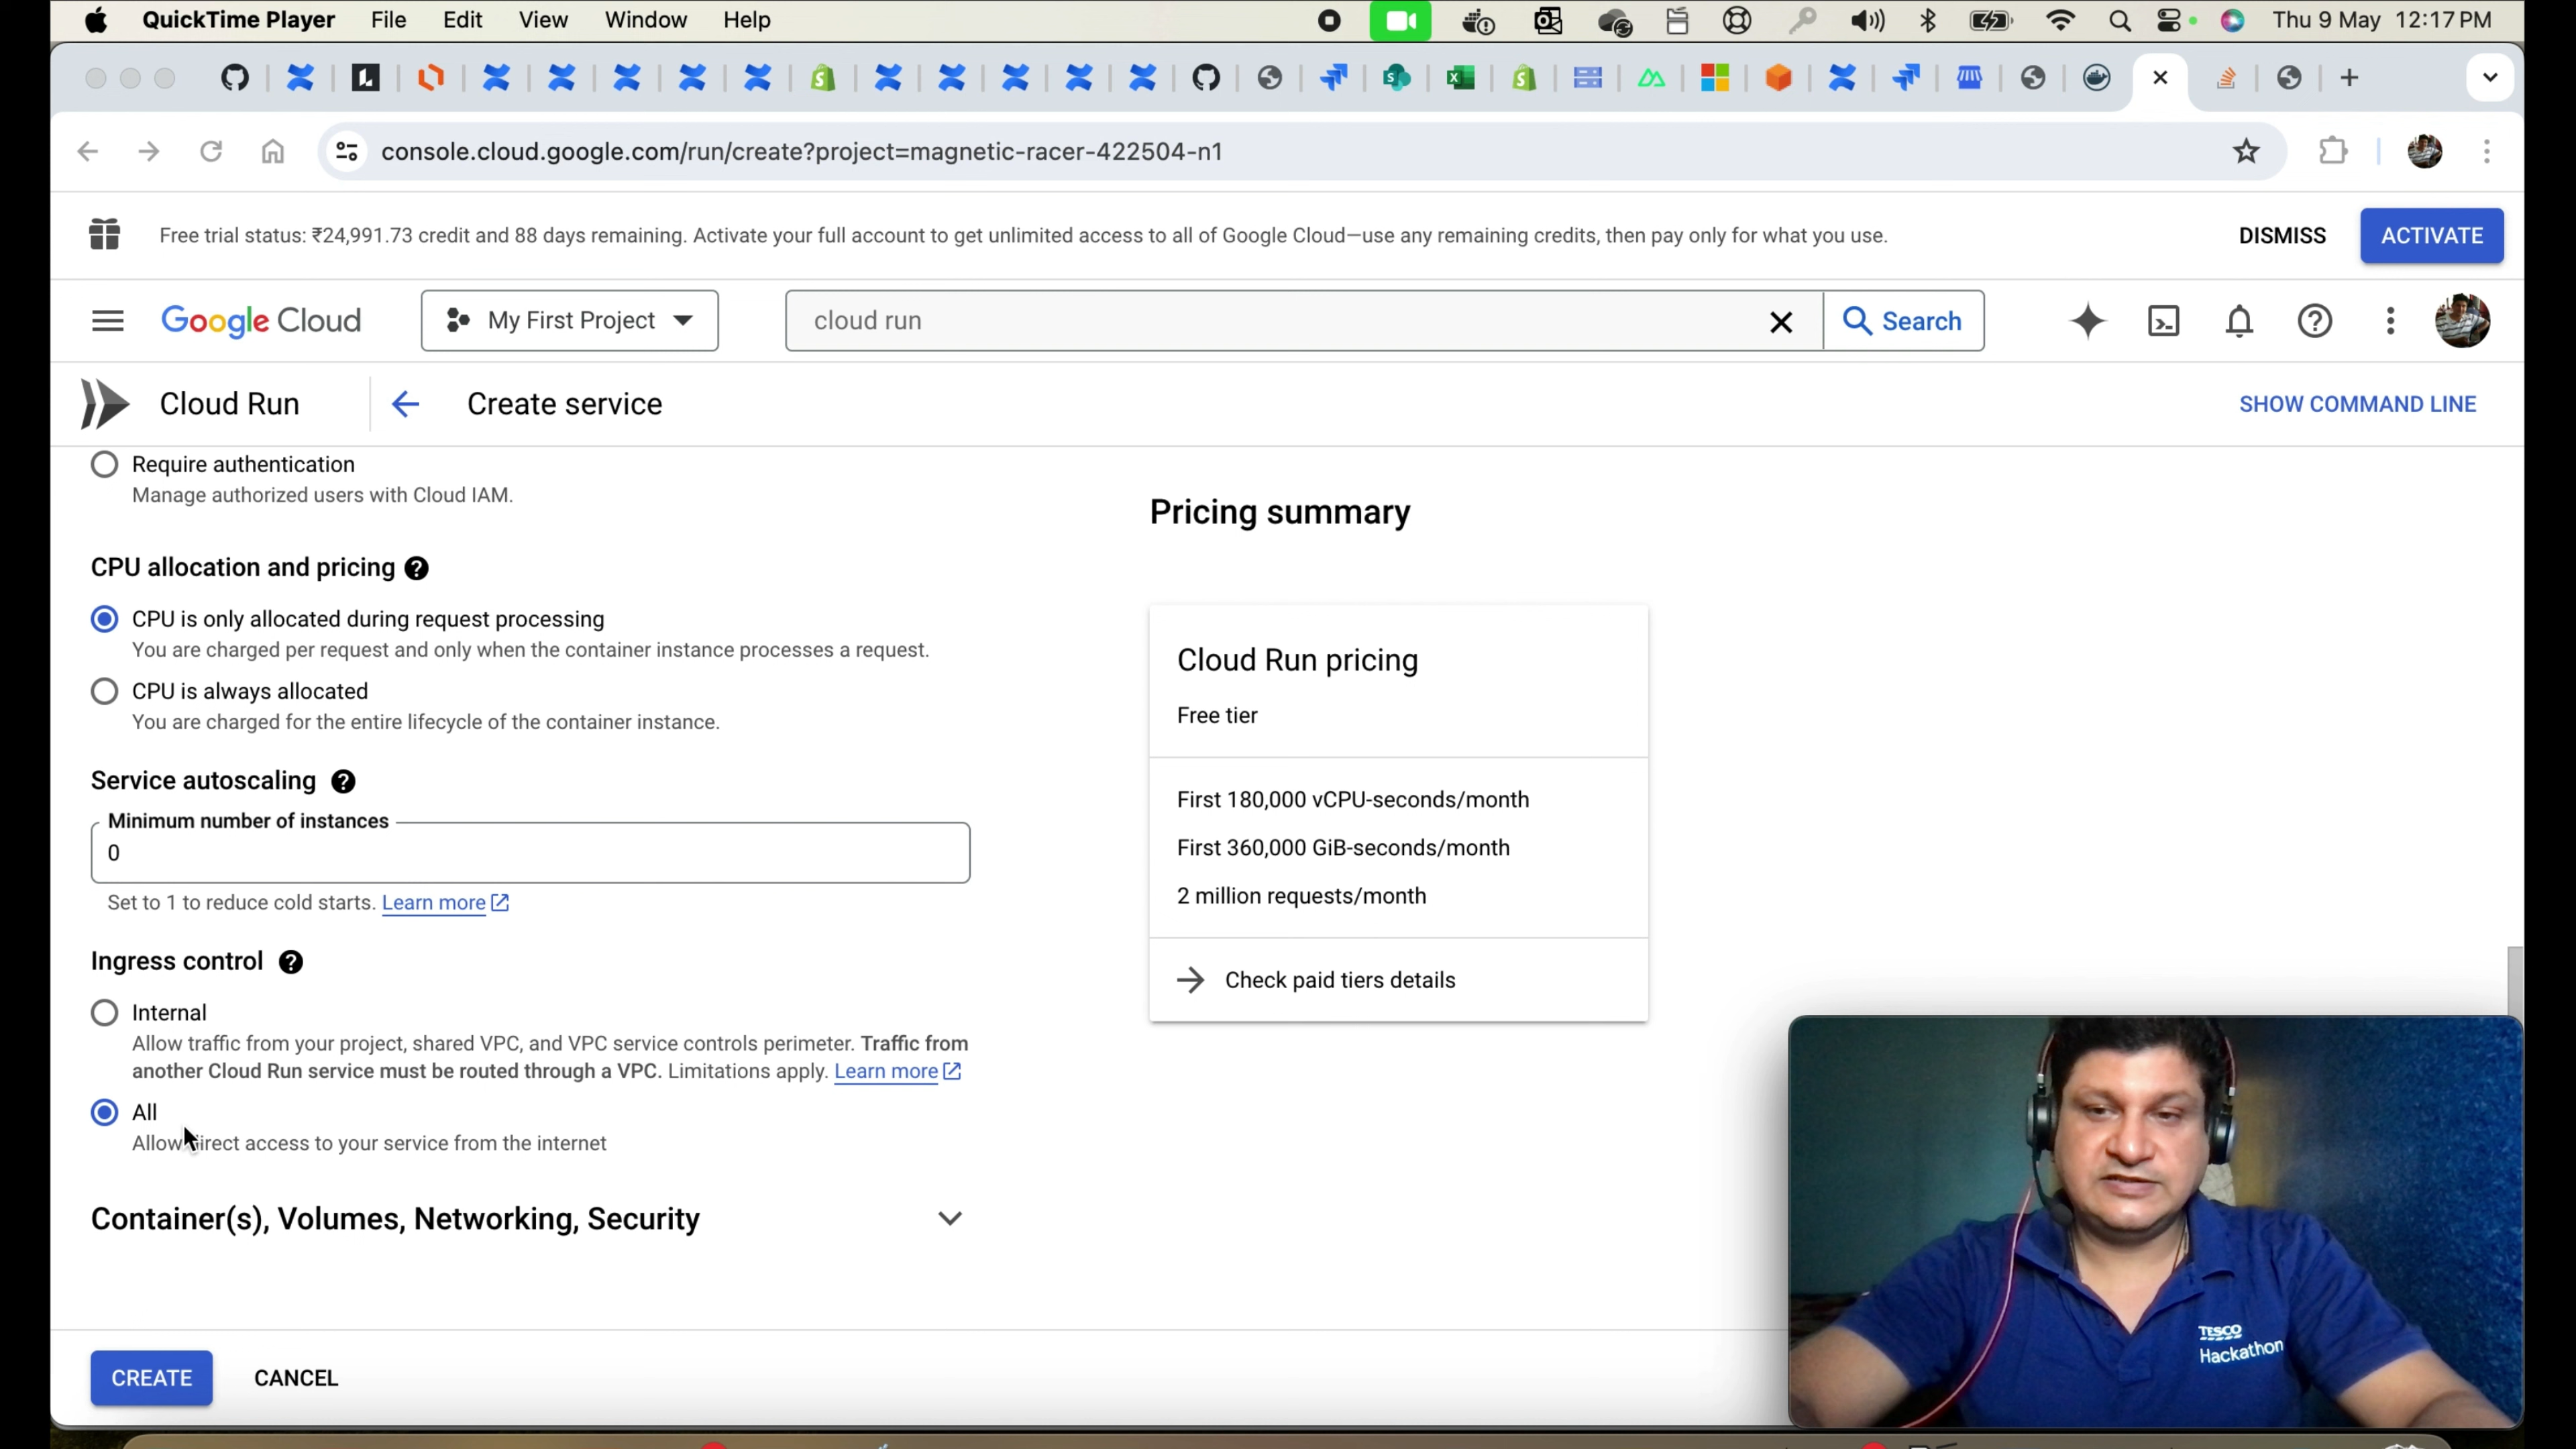 QuickTime Player File Edit View Window Help Thu 9 May 12:17 PM
console.cloud.google.com/run/create?project=magnetic-racer-422504-n1
Free trial status: ₹24,991.73 credit and 88 days remaining. Activate your full account to get unlimited access to all of Google Cloud—use any remaining credits, then pay only for what you use. DISMISS ACTIVATE
Google Cloud My First Project cloud run Search
Cloud Run Create service SHOW COMMAND LINE
Require authentication
Manage authorized users with Cloud IAM.
CPU allocation and pricing
CPU is only allocated during request processing
You are charged per request and only when the container instance processes a request.
CPU is always allocated
You are charged for the entire lifecycle of the container instance.
Service autoscaling
Minimum number of instances
0
Set to 1 to reduce cold starts. Learn more
Ingress control
Internal
Allow traffic from your project, shared VPC, and VPC service controls perimeter. Traffic from
another Cloud Run service must be routed through a VPC. Limitations apply. Learn more
All
Allow direct access to your service from the internet
Container(s), Volumes, Networking, Security
CREATE CANCEL
Pricing summary
Cloud Run pricing
Free tier
First 180,000 vCPU-seconds/month
First 360,000 GiB-seconds/month
2 million requests/month
Check paid tiers details
TESCO
Hackathon